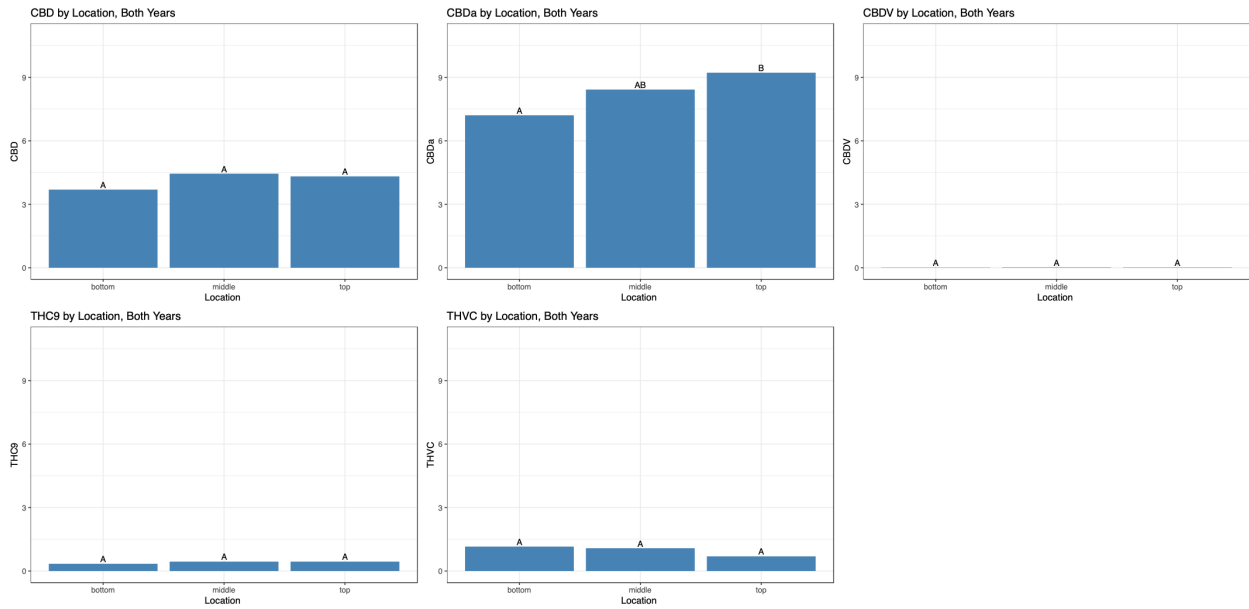 CBD by Location, Both Years
CBD
9
6
3
0
A
A
A
bottom
middle
top
Location
CBDa by Location, Both Years
CBDa
9
6
3
0
A
AB
B
bottom
middle
top
Location
CBDV by Location, Both Years
CBDV
9
6
3
0
A
A
A
bottom
middle
top
Location
THC9 by Location, Both Years
THC9
9
6
3
0
A
A
A
bottom
middle
top
Location
THVC by Location, Both Years
THVC
9
6
3
0
A
A
A
bottom
middle
top
Location